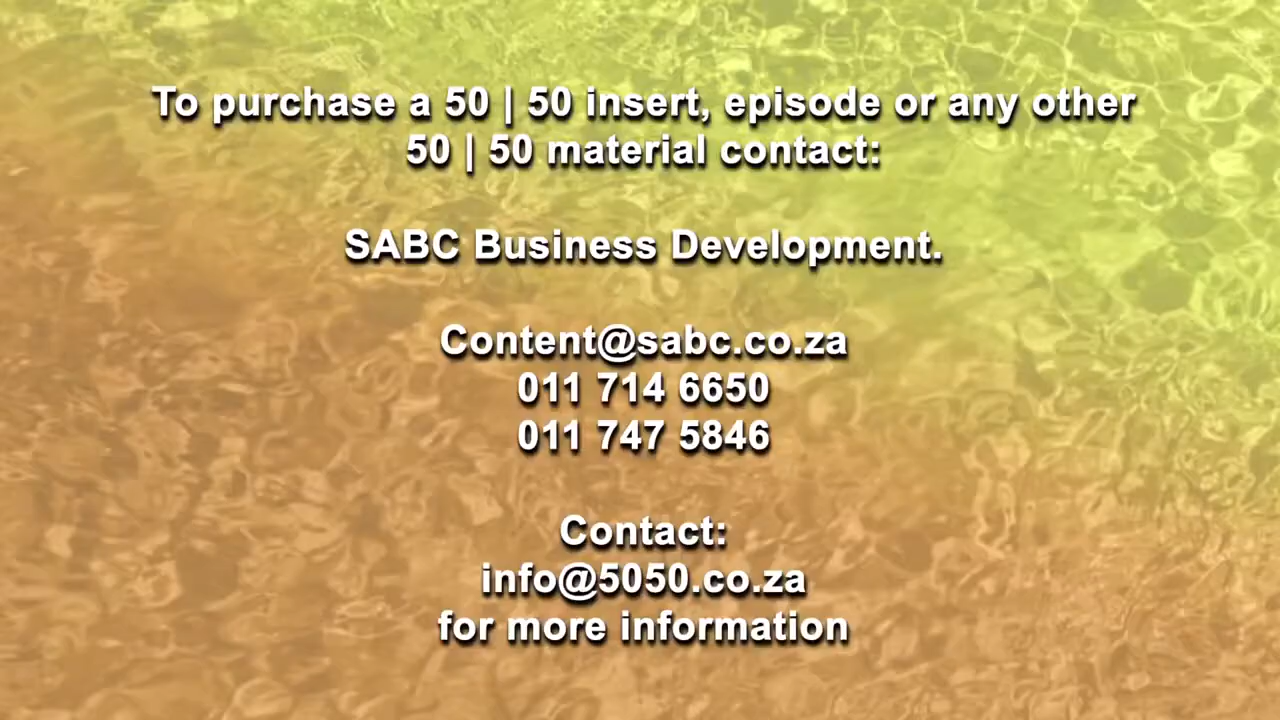 To purchase a 50 | 50 insert, episode or any other
50 | 50 material contact:
SABC Business Development.
Content@sabc.co.za
011 714 6650
011 747 5846
Contact:
info@5050.co.za
for more information